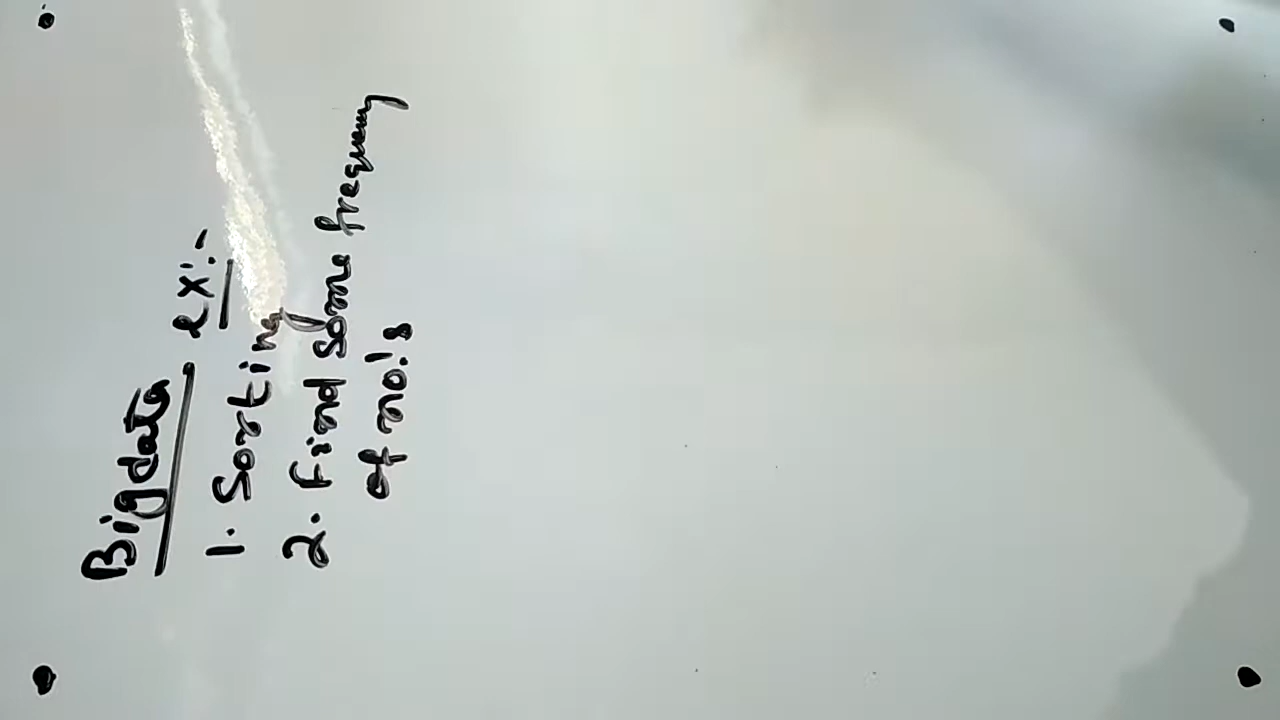 Bigdata ex:-
1. Sorting
2. find some frequency
of no!s